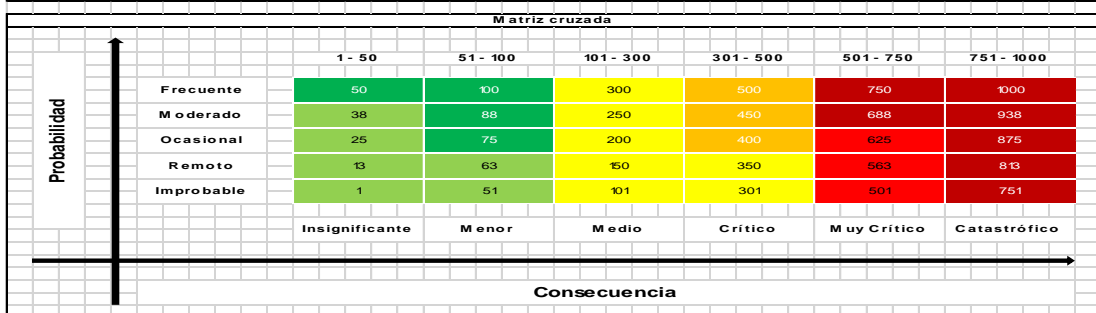 Matriz cruzada
1 - 50 51 - 100 101 - 300 301 - 500 501 - 750 751 - 1000
Probabilidad
Frecuente 50 100 300 500 750 1000
Moderado 38 88 250 450 688 938
Ocasional 25 75 200 400 625 875
Remoto 13 63 150 350 563 813
Improbable 1 51 101 301 501 751
Insignificante Menor Medio Crítico Muy Crítico Catastrófico
Consecuencia